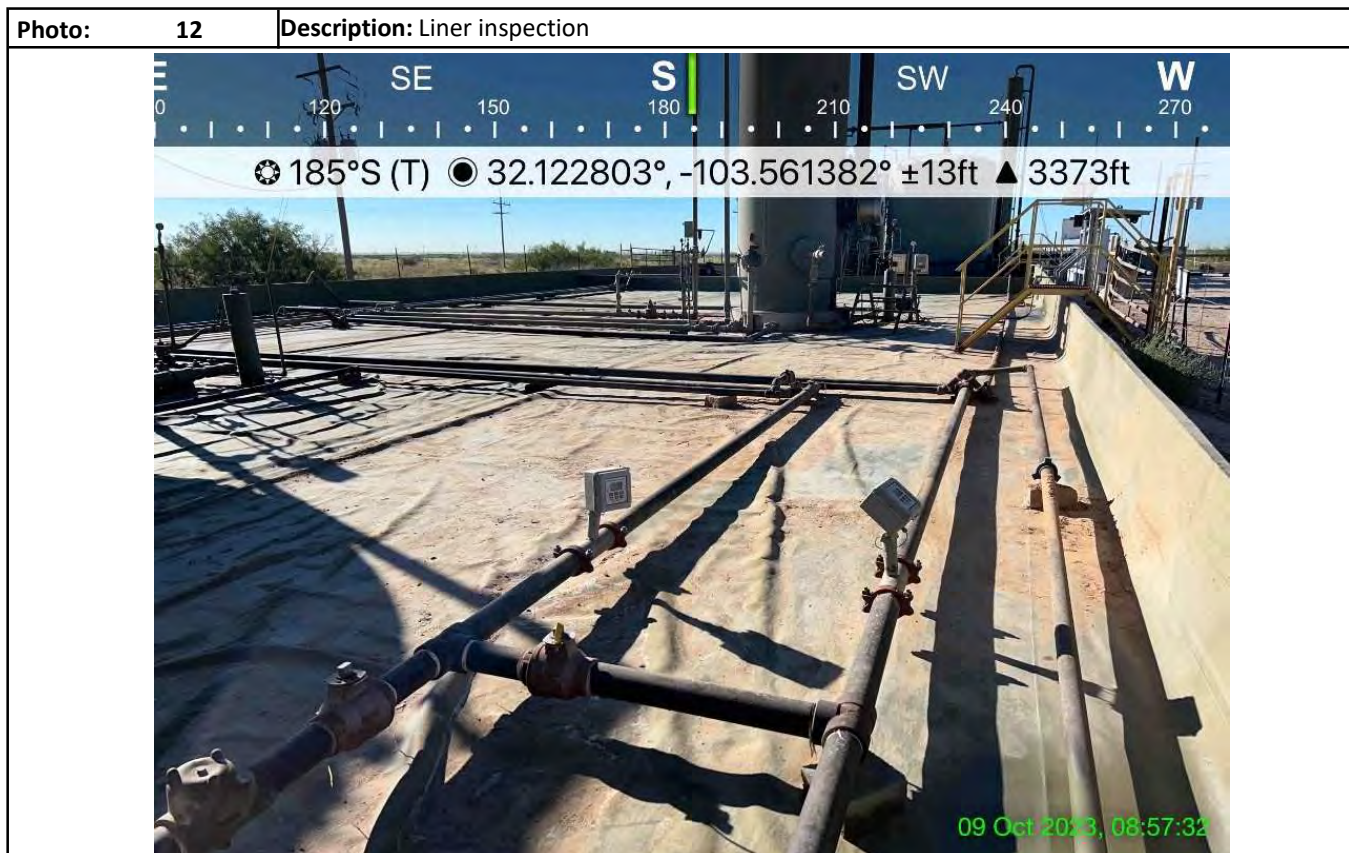 Photo: 12 Description: Liner inspection
E SE S SW W
0 120 150 180 210 240 270
185°S (T) 32.122803°, -103.561382° ±13ft ▲ 3373ft
09 Oct 2023, 08:57:32